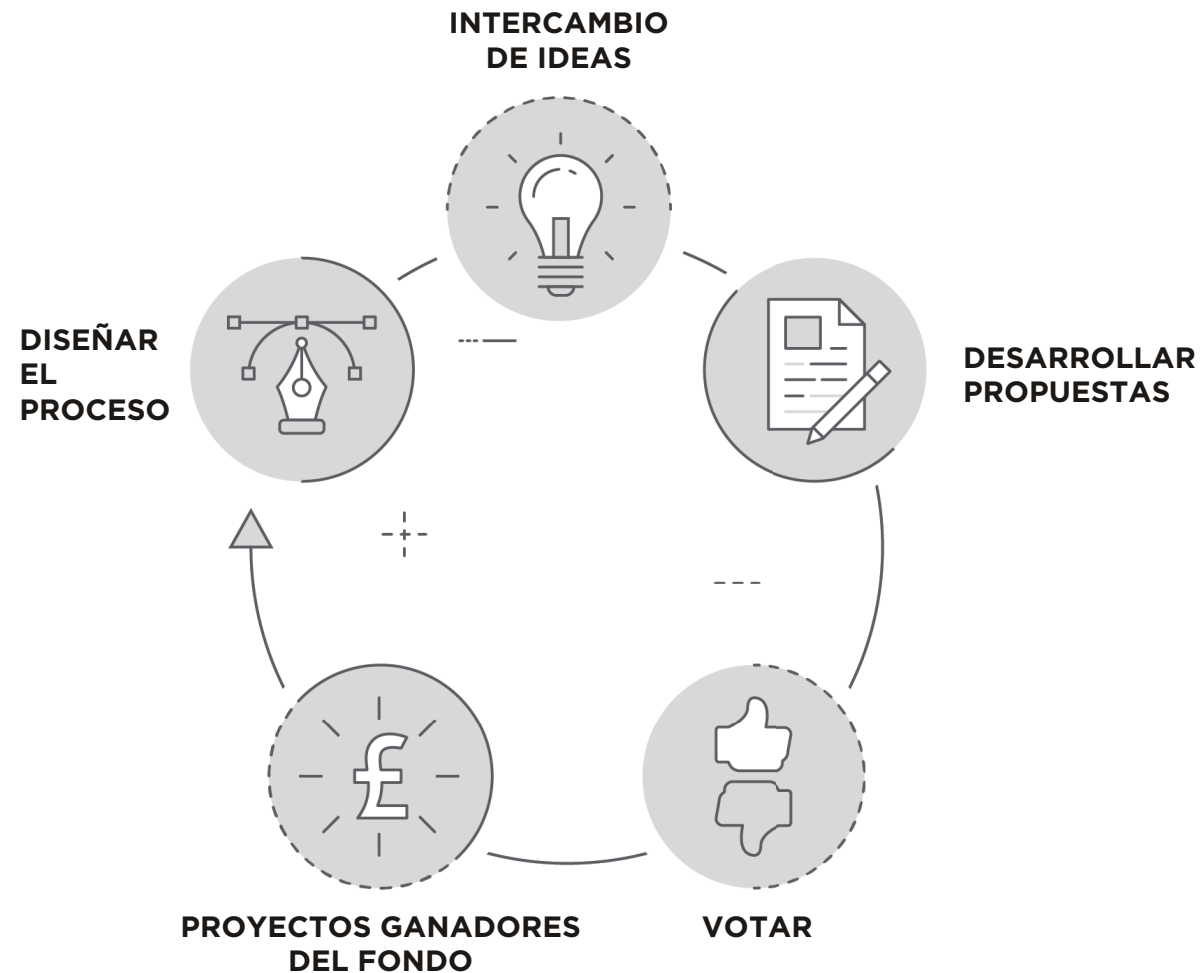 INTERCAMBIO
DE IDEAS
DISEÑAR
EL
PROCESO
DESARROLLAR
PROPUESTAS
£
PROYECTOS GANADORES
DEL FONDO
VOTAR